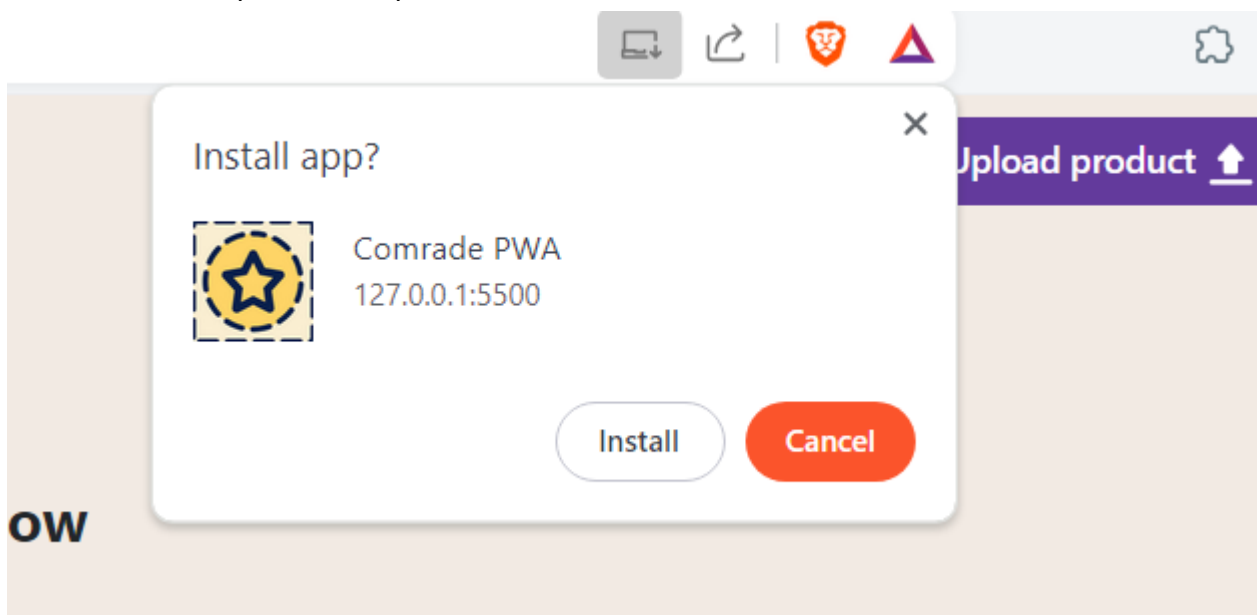 Install app?
Upload product
Comrade PWA
127.0.0.1:5500
Install
Cancel
ow